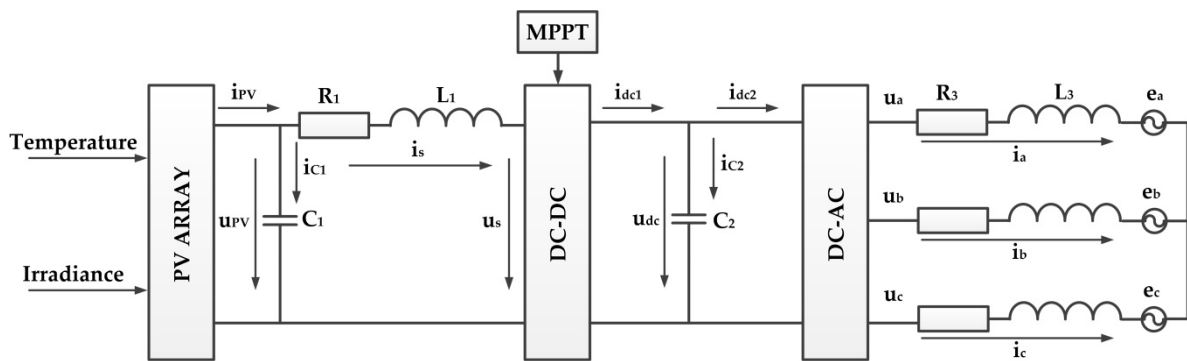 MPPT
iPV
R1
L1
idc1
idc2
ua
R3
L3
ea
Temperature
PV ARRAY
iC1
is
iC2
ia
uPV
C1
us
DC-DC
udc
C2
DC-AC
ub
eb
Irradiance
ib
uc
ec
ic